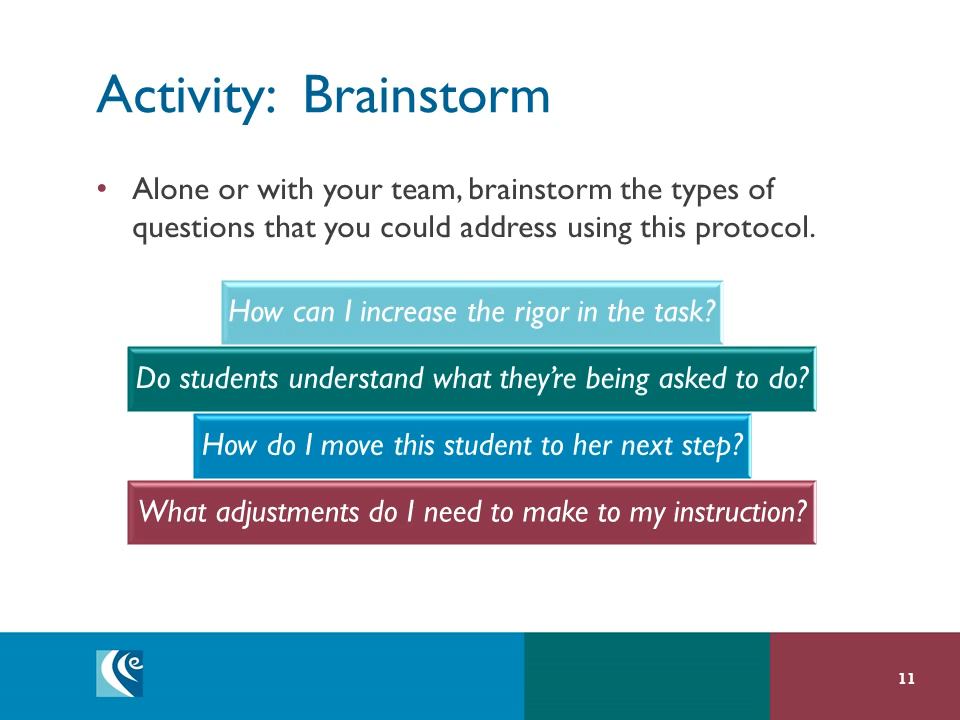 Activity:  Brainstorm
• Alone or with your team, brainstorm the types of
questions that you could address using this protocol.
How can I increase the rigor in the task?
Do students understand what they’re being asked to do?
How do I move this student to her next step?
What adjustments do I need to make to my instruction?
e
11